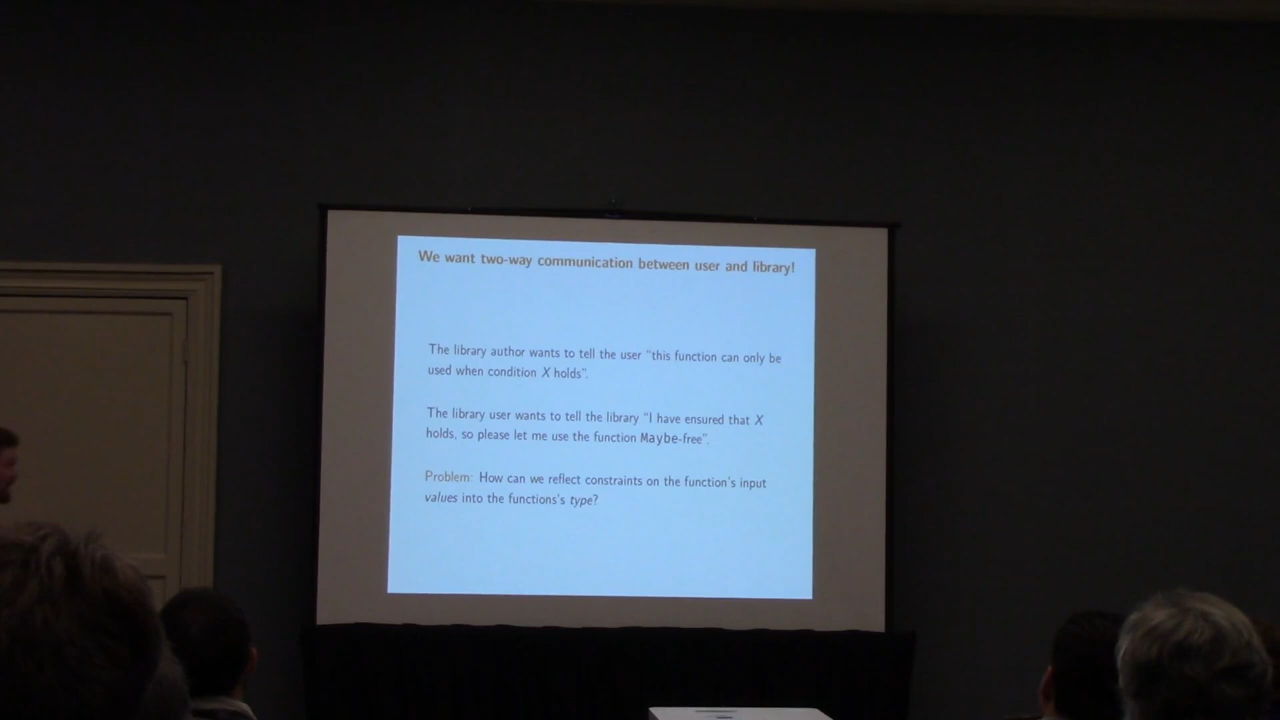 We want two-way communication between user and library!
The library author wants to tell the user “this function can only be
used when condition X holds”.
The library user wants to tell the library “I have ensured that X
holds, so please let me use the function Maybe-free”.
Problem: How can we reflect constraints on the function's input
values into the functions's type?